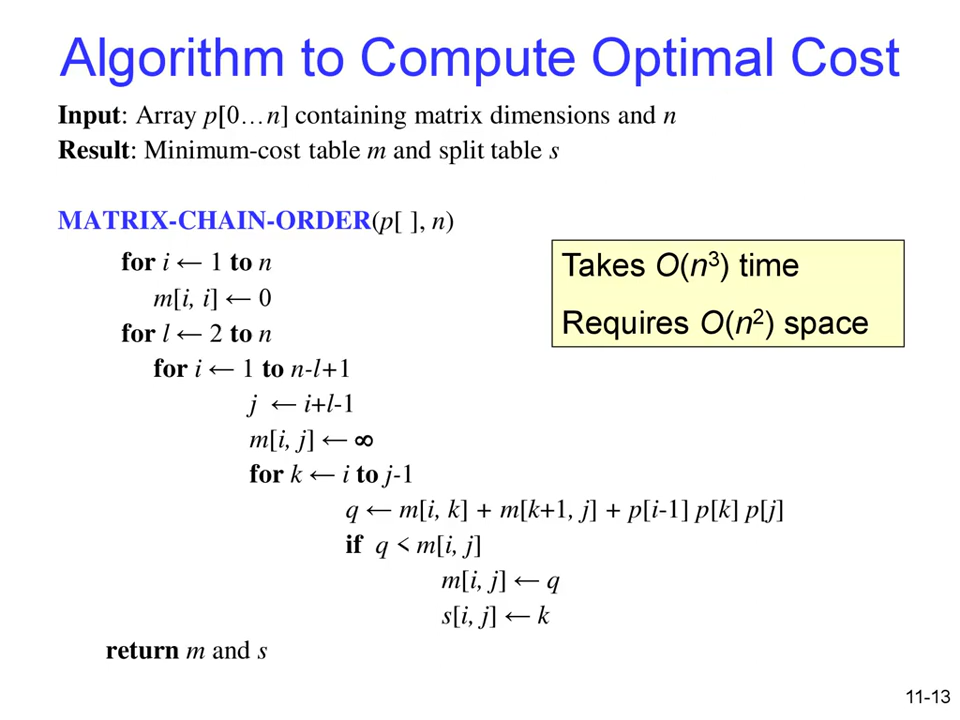 Algorithm to Compute Optimal Cost
Input: Array p[0…n] containing matrix dimensions and n
Result: Minimum-cost table m and split table s
MATRIX-CHAIN-ORDER(p[ ], n)
for i ← 1 to n
m[i, i] ← 0
for l ← 2 to n
for i ← 1 to n-l+1
j ← i+l-1
m[i, j] ← ∞
for k ← i to j-1
q ← m[i, k] + m[k+1, j] + p[i-1] p[k] p[j]
if q < m[i, j]
m[i, j] ← q
s[i, j] ← k
return m and s
Takes O(n³) time
Requires O(n²) space
11-13